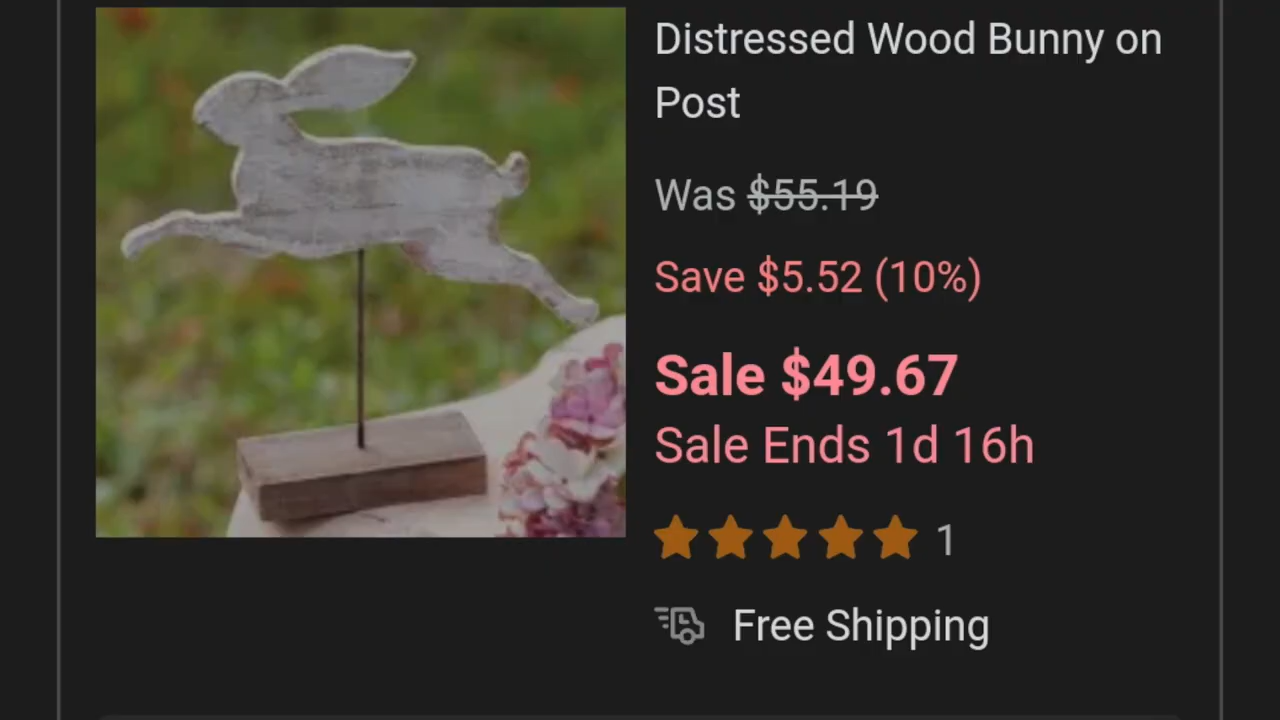 Distressed Wood Bunny on
Post
Was $55.19
Save $5.52 (10%)
Sale $49.67
Sale Ends 1d 16h
1
Free Shipping